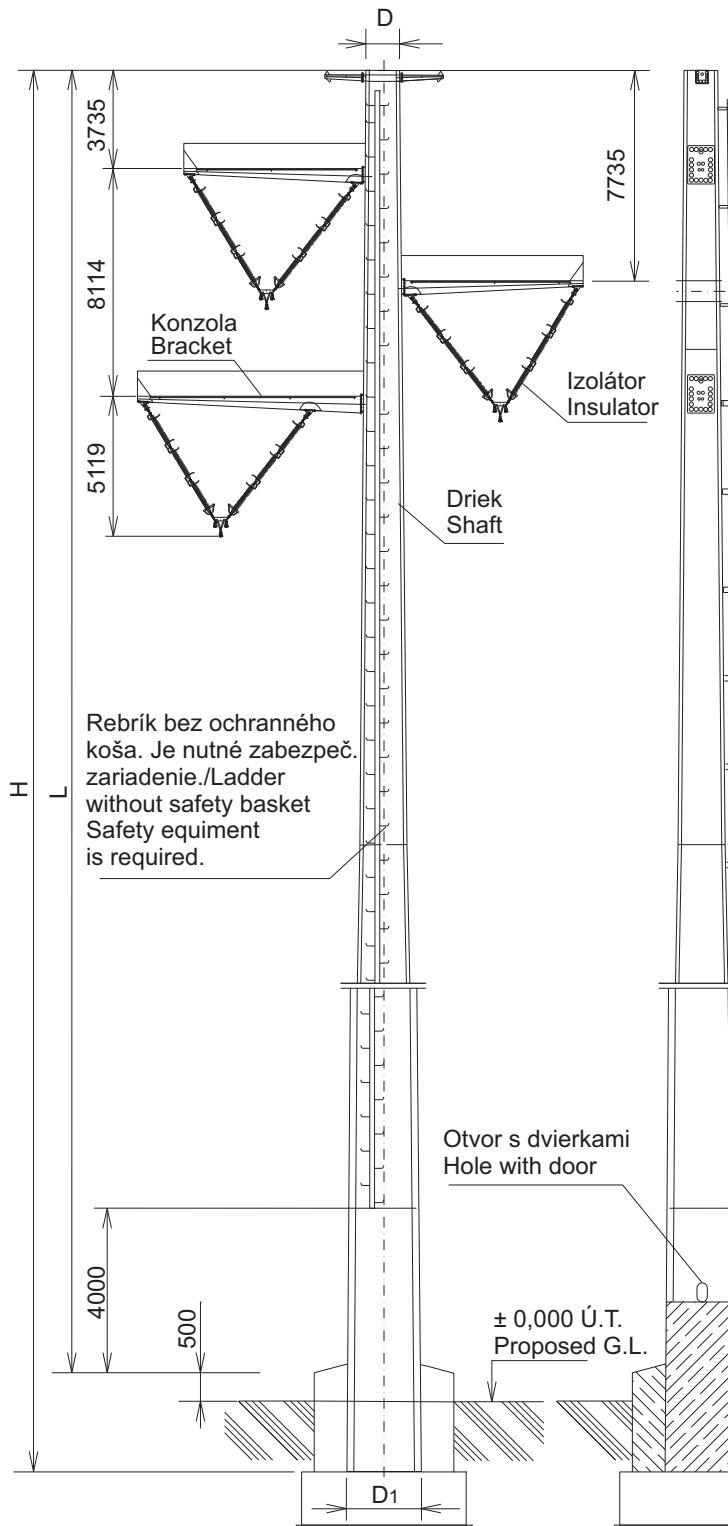 D
3735
7735
8114
Konzola
Bracket
Izolátor
Insulator
5119
Driek
Shaft
Rebrík bez ochranného
koša. Je nutné zabezpeč.
zariadenie./Ladder
without safety basket
Safety equiment
is required.
H
L
Otvor s dvierkami
Hole with door
4000
500
± 0,000 Ú.T.
Proposed G.L.
D1